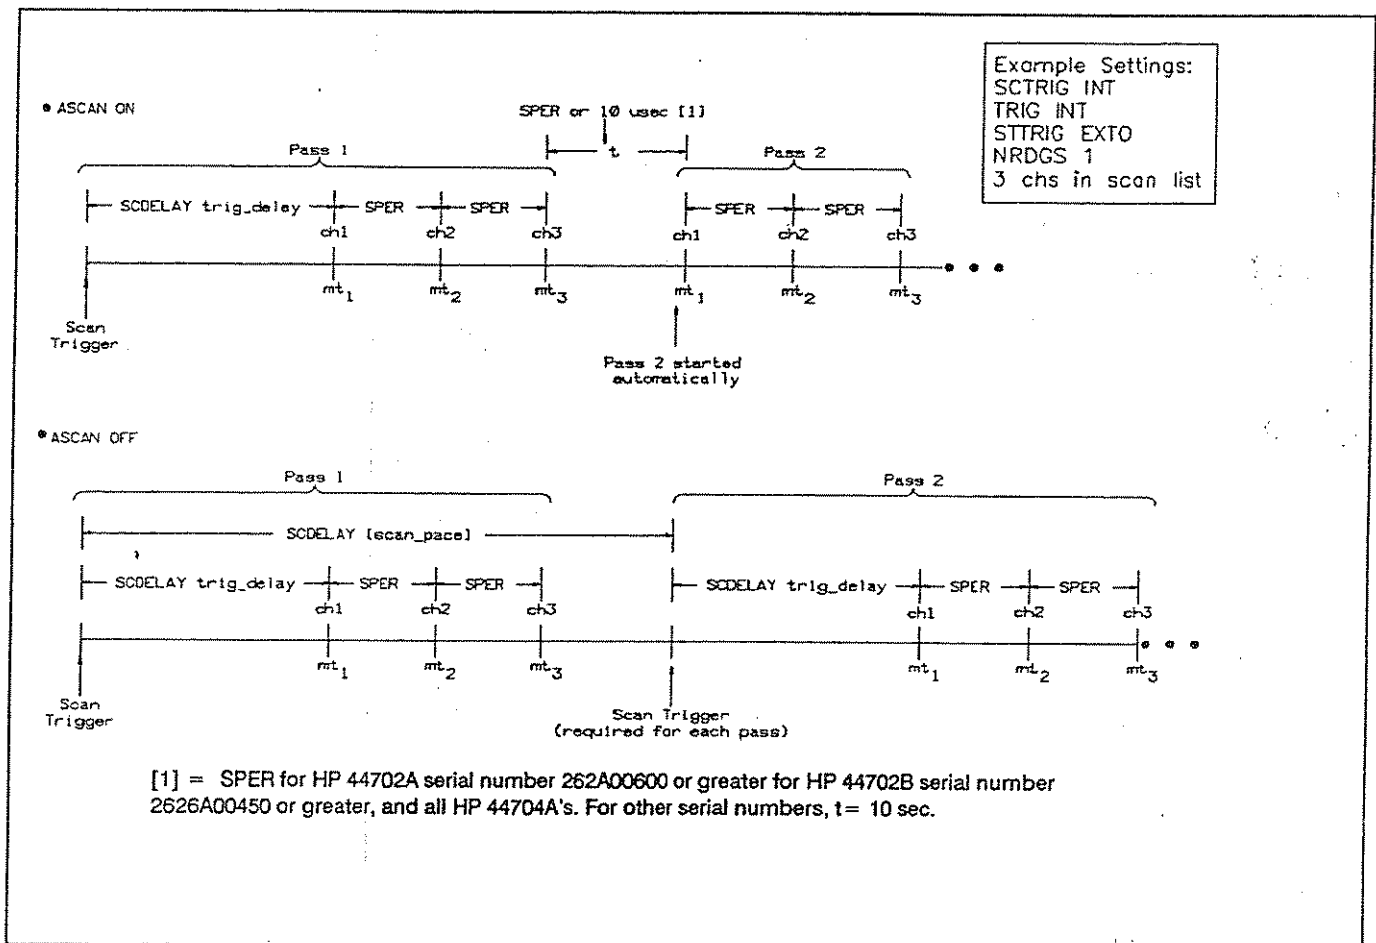 Example Settings:
SCTRIG INT
TRIG INT
STTRIG EXTO
NRDGS 1
3 chs in scan list
• ASCAN ON
SPER or 10 usec [1]
t
Pass 1
Pass 2
SCDELAY trig_delay SPER SPER SPER SPER
ch1 ch2 ch3 ch1 ch2 ch3
mt1 mt2 mt3 mt1 mt2 mt3
Scan
Trigger
Pass 2 started
automatically
• ASCAN OFF
Pass 1
Pass 2
SCDELAY [scan_pace]
SCDELAY trig_delay SPER SPER SCDELAY trig_delay SPER SPER
ch1 ch2 ch3 ch1 ch2 ch3
mt1 mt2 mt3 mt1 mt2 mt3
Scan
Trigger
Scan Trigger
(required for each pass)
[1] = SPER for HP 44702A serial number 262A00600 or greater for HP 44702B serial number
2626A00450 or greater, and all HP 44704A's. For other serial numbers, t= 10 sec.